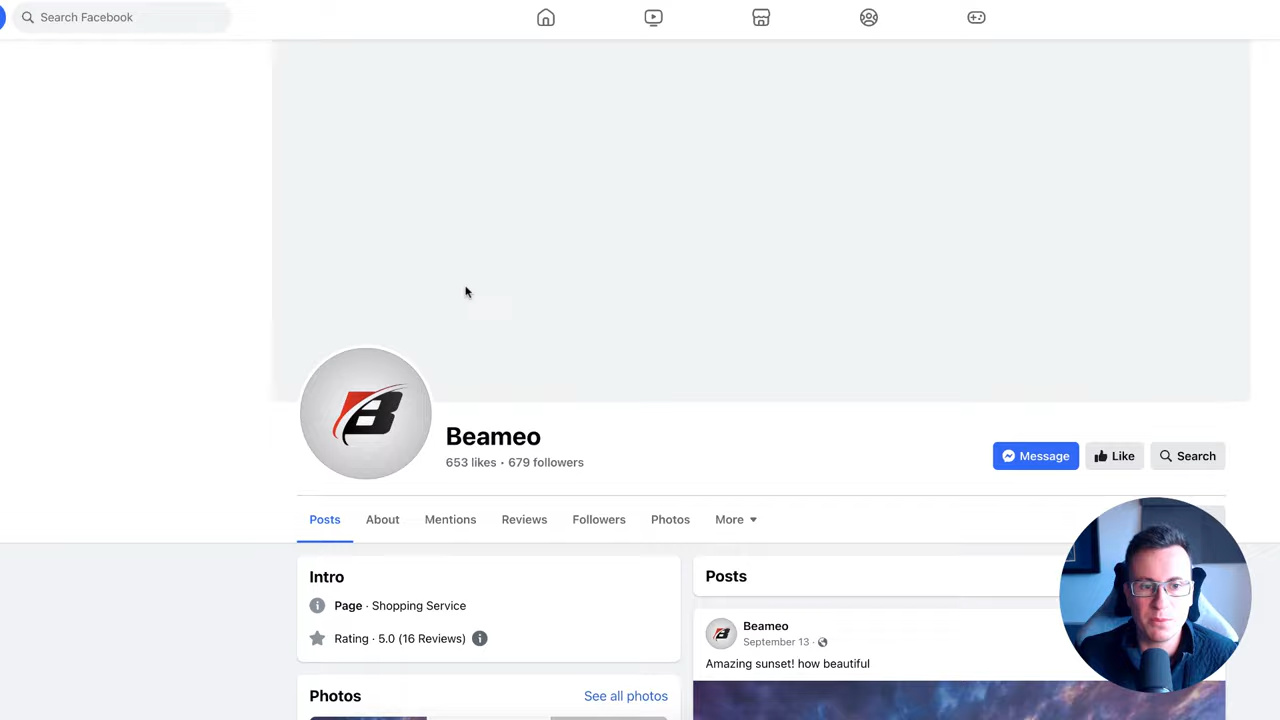 Search Facebook
Beameo
653 likes · 679 followers
Message
Like
Search
Posts
About
Mentions
Reviews
Followers
Photos
More
Intro
Page · Shopping Service
Rating · 5.0 (16 Reviews)
Photos
See all photos
Posts
Beameo
September 13 ·
Amazing sunset! how beautiful